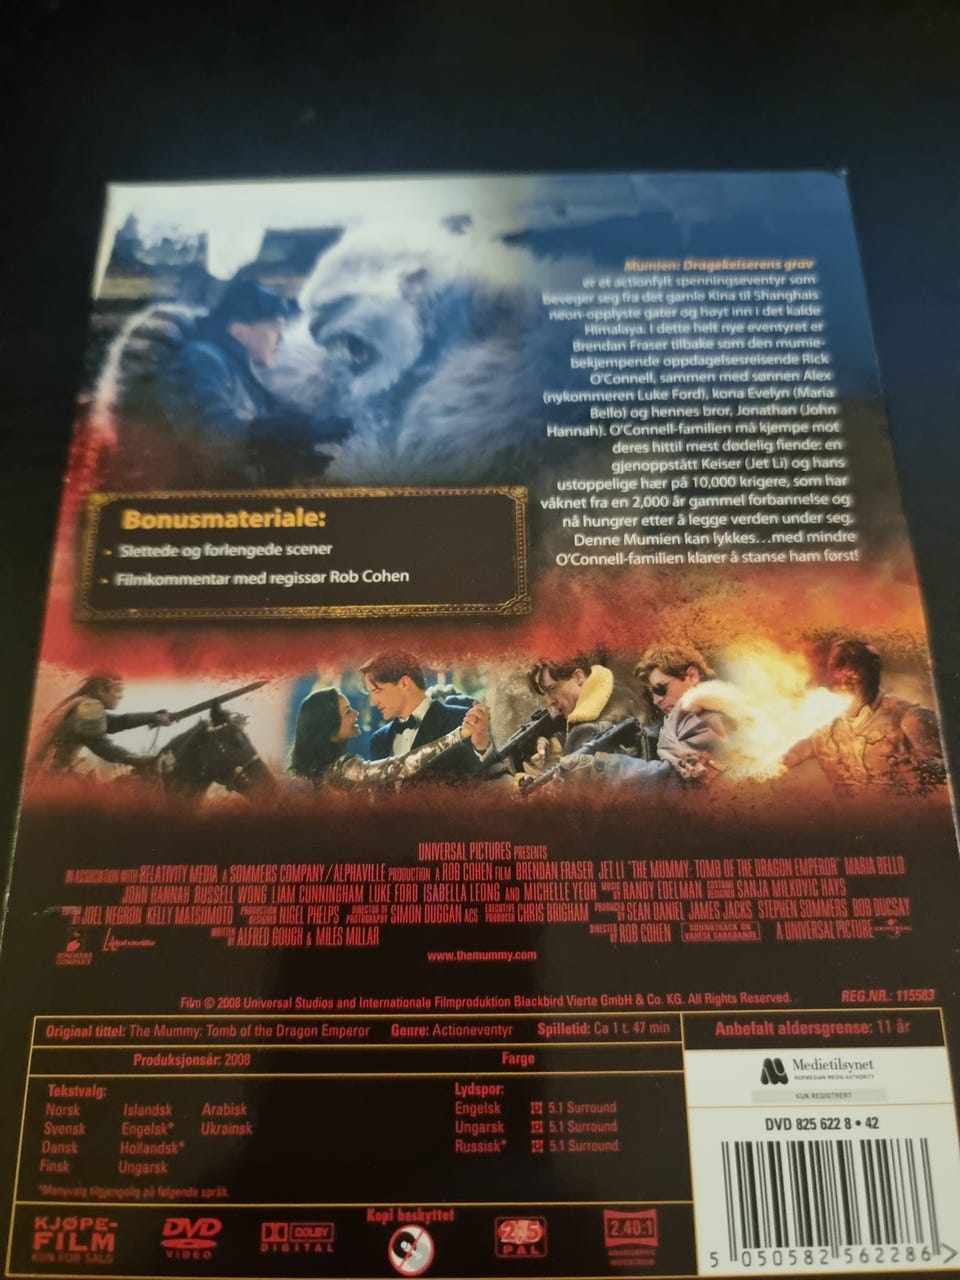 Mumien: Dragekeiserens grav
er et actionfylt spenningseventyr som
beveger seg fra det gamle Kina til Shanghais
neon-opplyste gater og høyt inn i det kalde
Himalaya. I dette helt nye eventyret er
Brendan Fraser tilbake som den mumie-
bekjempende oppdagelsesreisende Rick
O'Connell, sammen med sønnen Alex
(nykommeren Luke Ford), kona Evelyn (Maria
Bello) og hennes bror, Jonathan (John
Hannah). O'Connell-familien må kjempe mot
deres hittil mest dødelig fiende: en
gjenoppstått Keiser (Jet Li) og hans
ustoppelige hær på 10,000 krigere, som har
våknet fra en 2,000 år gammel forbannelse og
nå hungrer etter å legge verden under seg.
Denne Mumien kan lykkes...med mindre
O'Connell-familien klarer å stanse ham først!
Bonusmateriale:
- Slettede og forlengede scener
- Filmkommentar med regissør Rob Cohen
UNIVERSAL PICTURES PRESENTS
IN ASSOCIATION WITH RELATIVITY MEDIA A SOMMERS COMPANY/ALPHAVILLE PRODUCTION A ROB COHEN FILM BRENDAN FRASER JET LI "THE MUMMY: TOMB OF THE DRAGON EMPEROR" MARIA BELLO
JOHN HANNAH RUSSELL WONG LIAM CUNNINGHAM LUKE FORD ISABELLA LEONG AND MICHELLE YEOH MUSIC BY RANDY EDELMAN COSTUME DESIGNER SANJA MILKOVIC HAYS
EDITED BY JOEL NEGRON KELLY MATSUMOTO PRODUCTION DESIGNER NIGEL PHELPS DIRECTOR OF PHOTOGRAPHY SIMON DUGGAN ACS EXECUTIVE PRODUCER CHRIS BRIGHAM PRODUCED BY SEAN DANIEL JAMES JACKS STEPHEN SOMMERS BOB DUCSAY
SOMMERS COMPANY Alphaville WRITTEN BY ALFRED GOUGH & MILES MILLAR DIRECTED BY ROB COHEN SOUNDTRACK ON VARÈSE SARABANDE A UNIVERSAL PICTURE UNIVERSAL
www.themummy.com
Film © 2008 Universal Studios and Internationale Filmproduktion Blackbird Vierte GmbH & Co. KG. All Rights Reserved.
REG.NR.: 115583
Original tittel: The Mummy: Tomb of the Dragon Emperor Genre: Actioneventyr Spilletid: Ca 1 t. 47 min
Anbefalt aldersgrense: 11 år
Produksjonsår: 2008 Farge
Medietilsynet
NORWEGIAN MEDIA AUTHORITY
KUN REGISTRERT
Tekstvalg:
Norsk Islandsk Arabisk
Svensk Engelsk* Ukrainsk
Dansk Hollandsk*
Finsk Ungarsk
*Menyvalg tilgjengelig på følgende språk.
Lydspor:
Engelsk 5.1 Surround
Ungarsk 5.1 Surround
Russisk* 5.1 Surround
DVD 825 622 8 • 42
5 050582 562286 >
KJØPE-
FILM
KUN FOR SALG
DVD
VIDEO
DOLBY
DIGITAL
Kopi beskyttet
2,5
PAL
2.40:1
ANAMORPHIC
WIDESCREEN